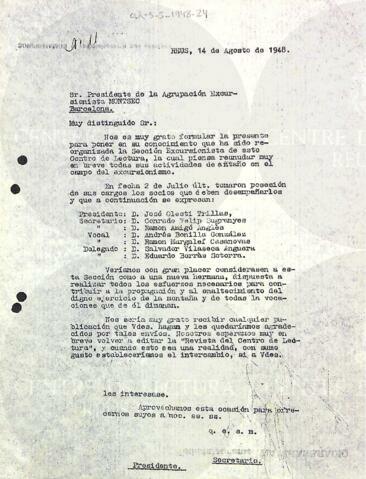 REUS, 14 de Agosto de 1948.
Sr. Presidente de la Agrupación Excur-
sionista MONTSEC
Barcelona.
Muy distinguido Sr.:
Nos es muy grato formular la presente
para poner en su conocimiento que ha sido re-
organizada la Sección Excursionista de este
Centro de Lectura, la cual piensa reanudar muy
en breve todas sus actividades de antaño en el
campo del excursionismo.
En fecha 2 de Julio últ. tomaron posesión
de sus cargos los socios que deben desempeñarlos
y que a continuación se expresan:
Presidente: D. José Olesti Trillas,
Secretario: D. Conrado Felip Sugranyes
" : D. Ramon Amigó Anglés
Vocal : D. Andrés Bonilla González
" : D. Ramon Margalef Casanovas
Delegado : D. Salvador Vilaseca Anguera
" : D. Eduardo Borrás Sotorra.
Veríamos con gran placer considerasen a es-
ta Sección como a una nueva hermana, dispuesta a
realizar todos los esfuerzos necesarios para con-
tribuir a la propagación y al enaltecimiento del
digno ejercicio de la montaña y de todas la vo-
caciones que de él dimanan.
Nos sería muy grato recibir cualquier pu-
blicación que Vdes. hagan y les quedaríamos agrade-
cidos por tales envíos. Nosotros esperamos muy en
breve volver a editar la "Revista del Centro de Lec-
tura", y cuando esto sea una realidad, con sumo
gusto estableceríamos el intercambio, si a Vdes.
les interesase.
Aprovechamos esta ocasión para ofre-
cernos suyos
q. e. s. m.
Secretario.
Presidente.